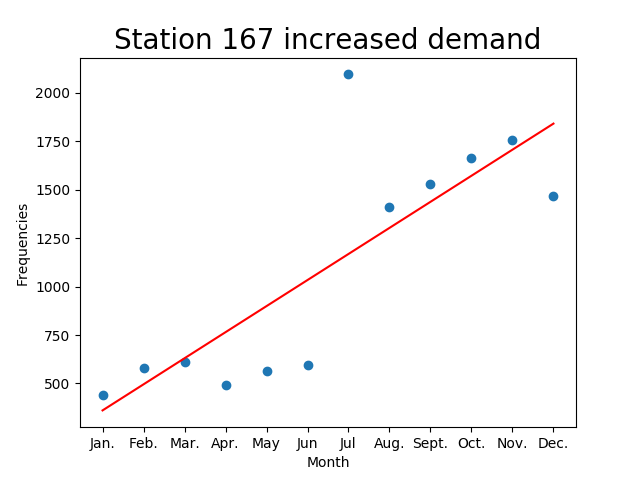 Station 167 increased demand
2000
1750
1500
1250
1000
750
500
Frequencies
Jan. Feb. Mar. Apr. May Jun Jul Aug. Sept. Oct. Nov. Dec.
Month